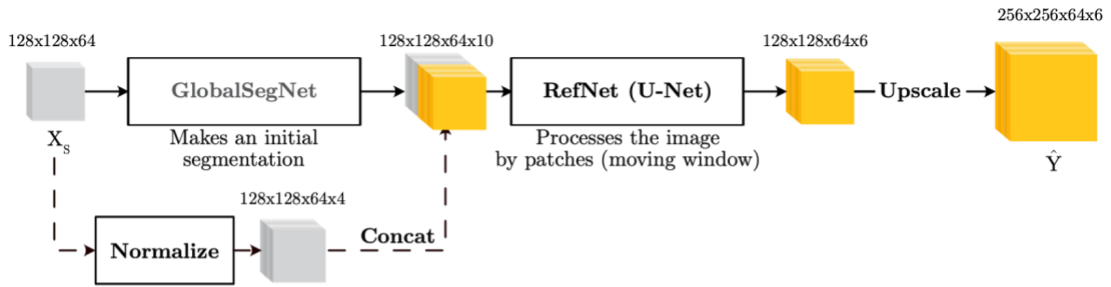 256x256x64x6
128x128x64
128x128x64x10
128x128x64x6
GlobalSegNet
RefNet (U-Net)
Upscale
Makes an initial
segmentation
Processes the image
by patches (moving window)
Xs
Ŷ
128x128x64x4
Concat
Normalize